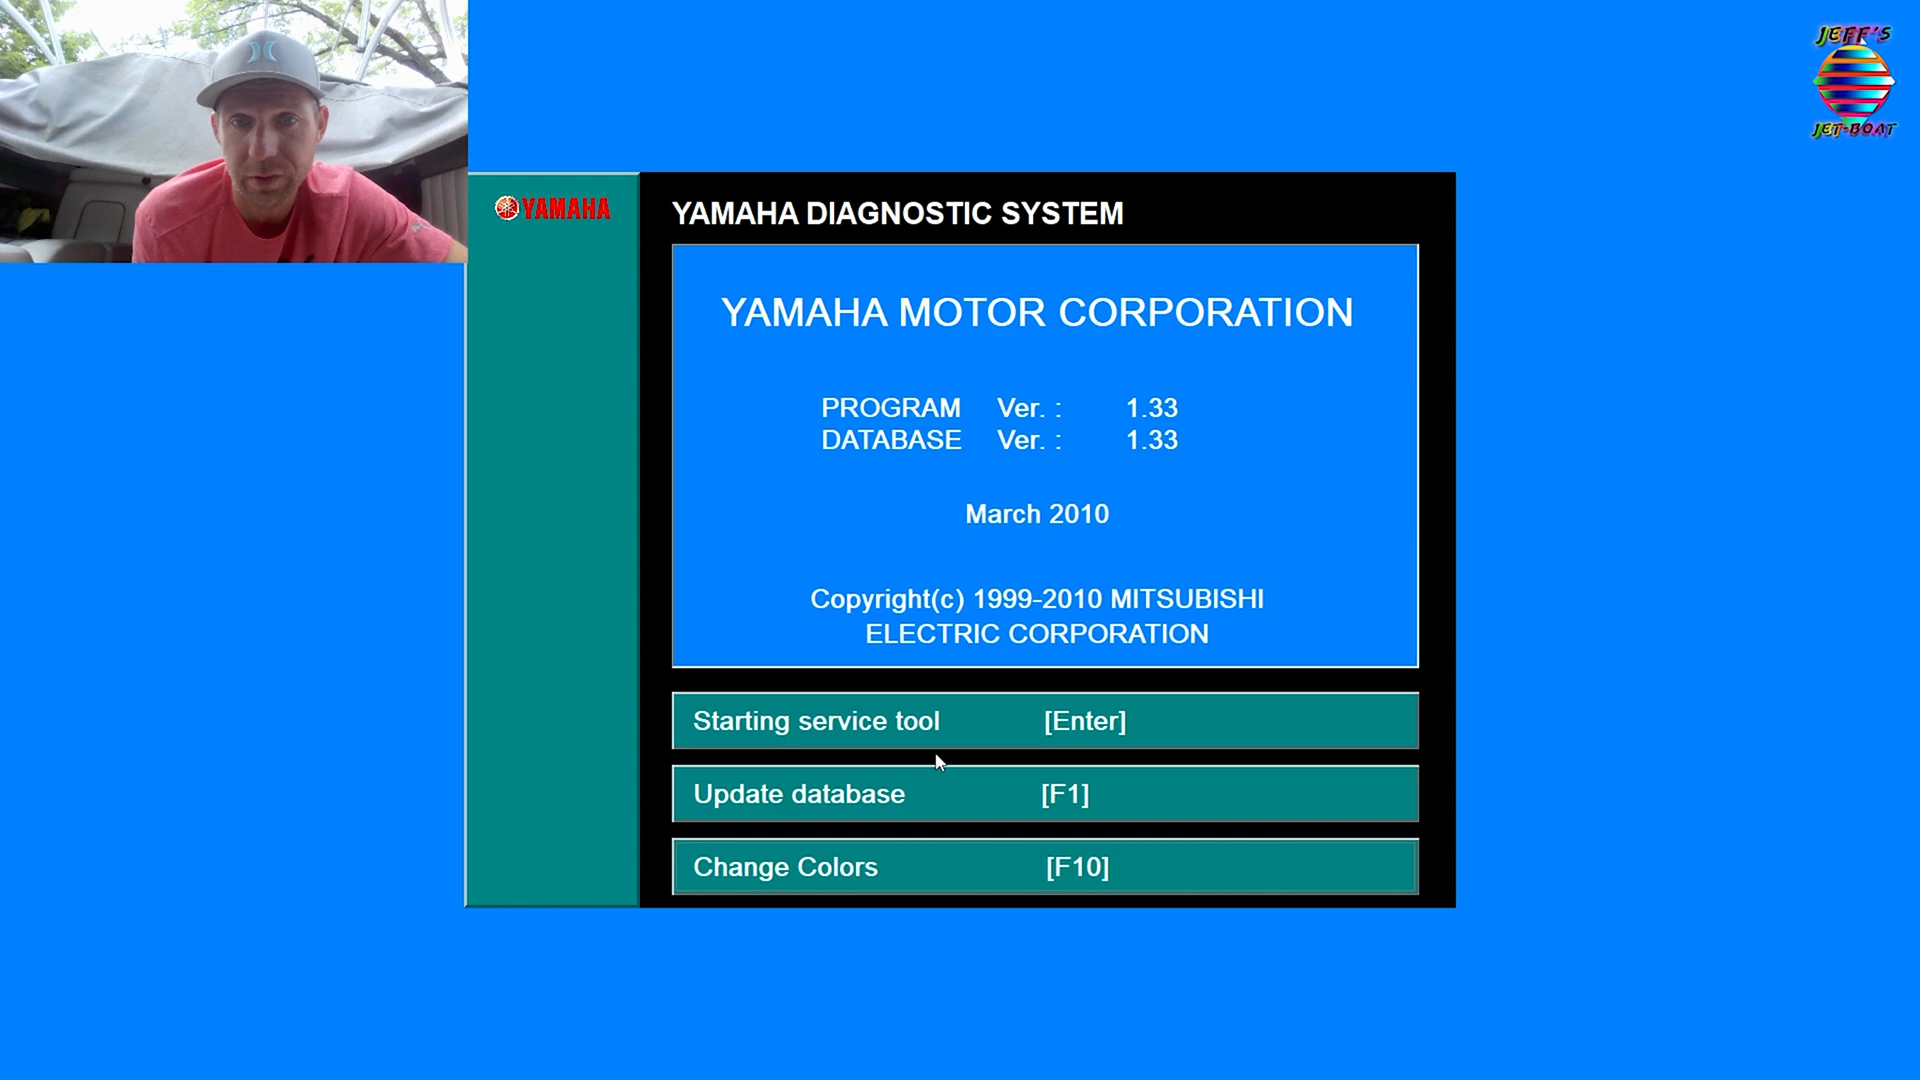 JEFF'S
JET-BOAT
YAMAHA
YAMAHA DIAGNOSTIC SYSTEM
YAMAHA MOTOR CORPORATION
PROGRAM Ver. : 1.33
DATABASE Ver. : 1.33
March 2010
Copyright(c) 1999-2010 MITSUBISHI
ELECTRIC CORPORATION
Starting service tool [Enter]
Update database [F1]
Change Colors [F10]